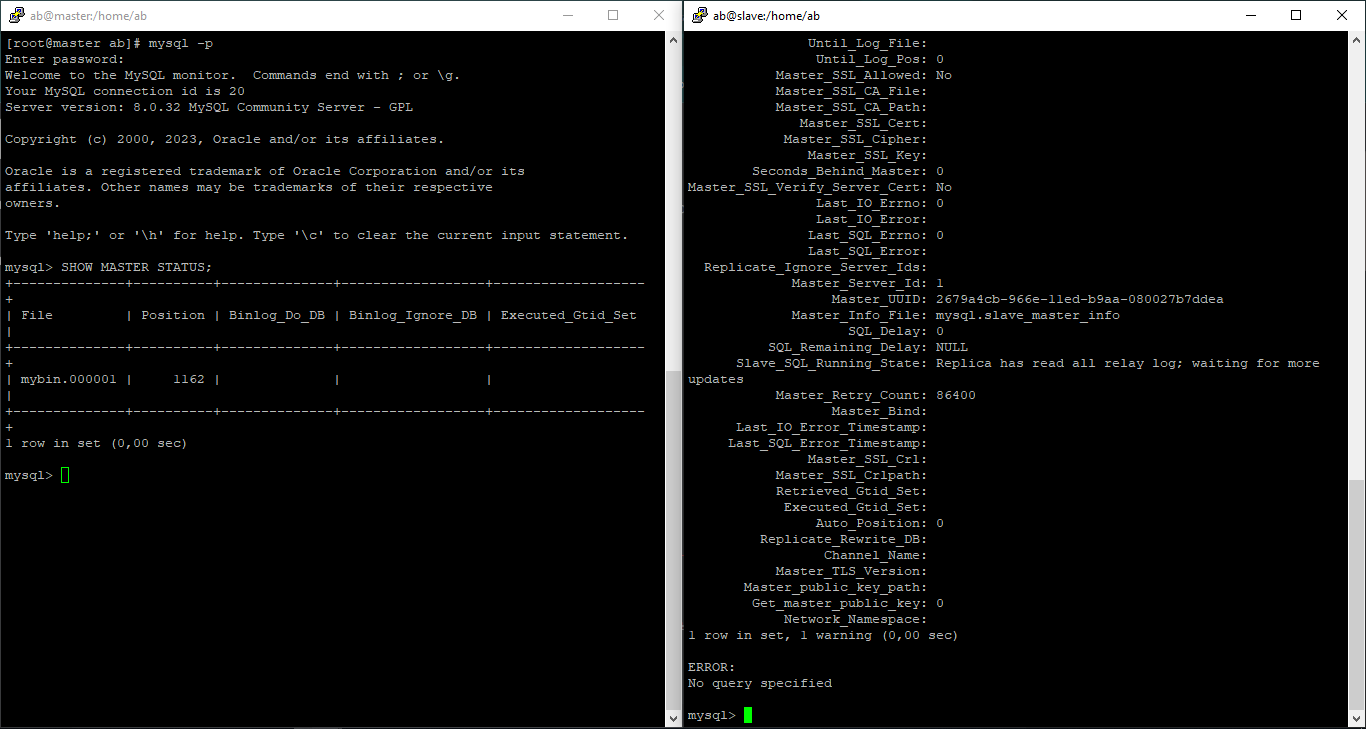 ab@master:/home/ab
[root@master ab]# mysql -p
Enter password:
Welcome to the MySQL monitor.  Commands end with ; or \g.
Your MySQL connection id is 20
Server version: 8.0.32 MySQL Community Server - GPL
Copyright (c) 2000, 2023, Oracle and/or its affiliates.
Oracle is a registered trademark of Oracle Corporation and/or its
affiliates. Other names may be trademarks of their respective
owners.
Type 'help;' or '\h' for help. Type '\c' to clear the current input statement.
mysql> SHOW MASTER STATUS;
+--------------+----------+--------------+------------------+-------------------
+
| File         | Position | Binlog_Do_DB | Binlog_Ignore_DB | Executed_Gtid_Set
|
+--------------+----------+--------------+------------------+-------------------
+
| mybin.000001 |     1162 |              |                  |
|
+--------------+----------+--------------+------------------+-------------------
+
1 row in set (0,00 sec)
mysql>
ab@slave:/home/ab
Until_Log_File:
Until_Log_Pos: 0
Master_SSL_Allowed: No
Master_SSL_CA_File:
Master_SSL_CA_Path:
Master_SSL_Cert:
Master_SSL_Cipher:
Master_SSL_Key:
Seconds_Behind_Master: 0
Master_SSL_Verify_Server_Cert: No
Last_IO_Errno: 0
Last_IO_Error:
Last_SQL_Errno: 0
Last_SQL_Error:
Replicate_Ignore_Server_Ids:
Master_Server_Id: 1
Master_UUID: 2679a4cb-966e-11ed-b9aa-080027b7ddea
Master_Info_File: mysql.slave_master_info
SQL_Delay: 0
SQL_Remaining_Delay: NULL
Slave_SQL_Running_State: Replica has read all relay log; waiting for more
updates
Master_Retry_Count: 86400
Master_Bind:
Last_IO_Error_Timestamp:
Last_SQL_Error_Timestamp:
Master_SSL_Crl:
Master_SSL_Crlpath:
Retrieved_Gtid_Set:
Executed_Gtid_Set:
Auto_Position: 0
Replicate_Rewrite_DB:
Channel_Name:
Master_TLS_Version:
Master_public_key_path:
Get_master_public_key: 0
Network_Namespace:
1 row in set, 1 warning (0,00 sec)
ERROR:
No query specified
mysql>